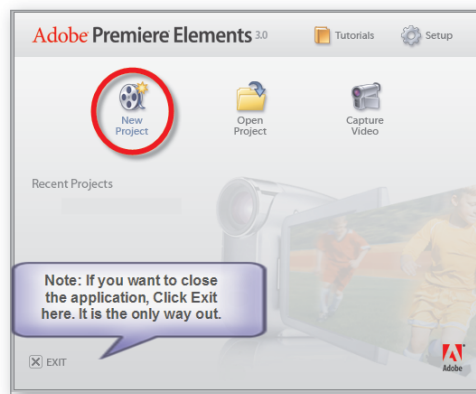 Adobe Premiere Elements 3.0
Tutorials
Setup
New
Project
Open
Project
Capture
Video
Recent Projects
Note: If you want to close
the application, Click Exit
here. It is the only way out.
EXIT
Adobe